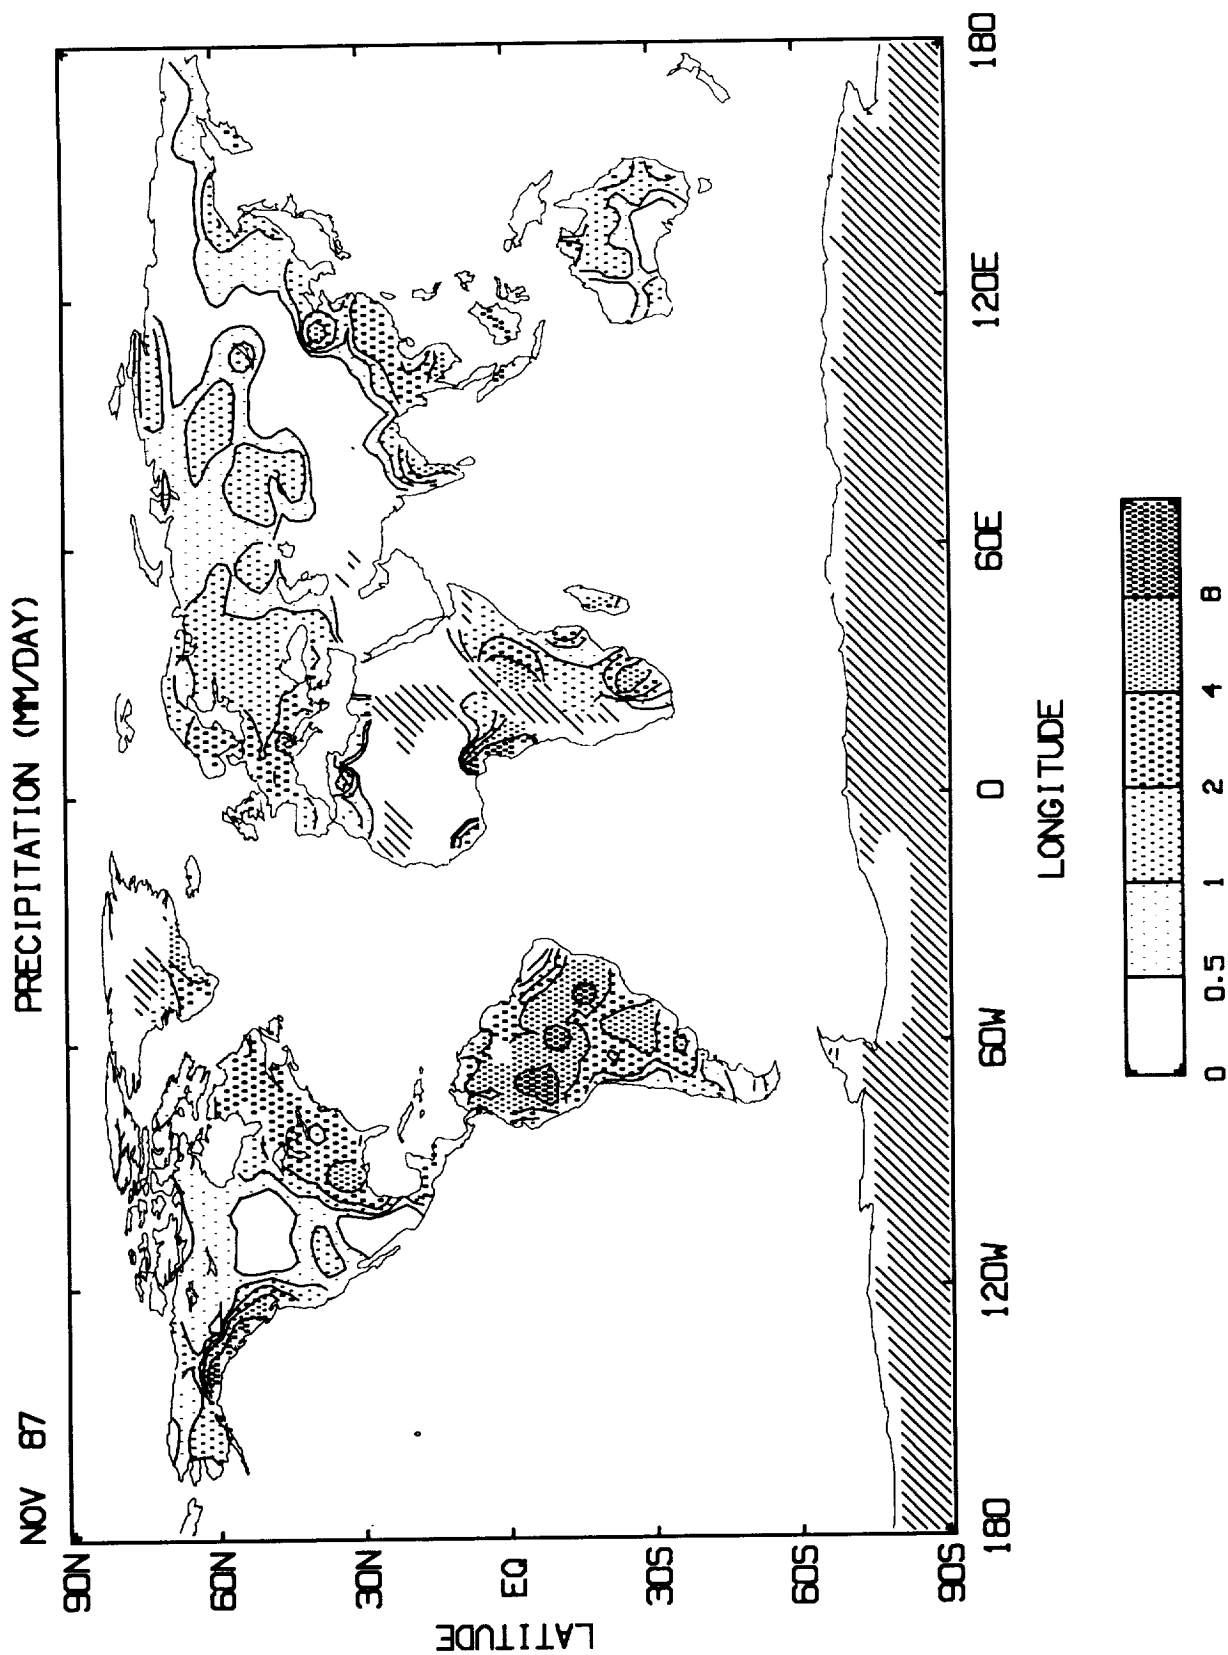 NOV 87 PRECIPITATION (MM/DAY)
90N
60N
30N
EQ
30S
60S
90S
LATITUDE
180 120W 60W 0 60E 120E 180
LONGITUDE
0 0.5 1 2 4 8